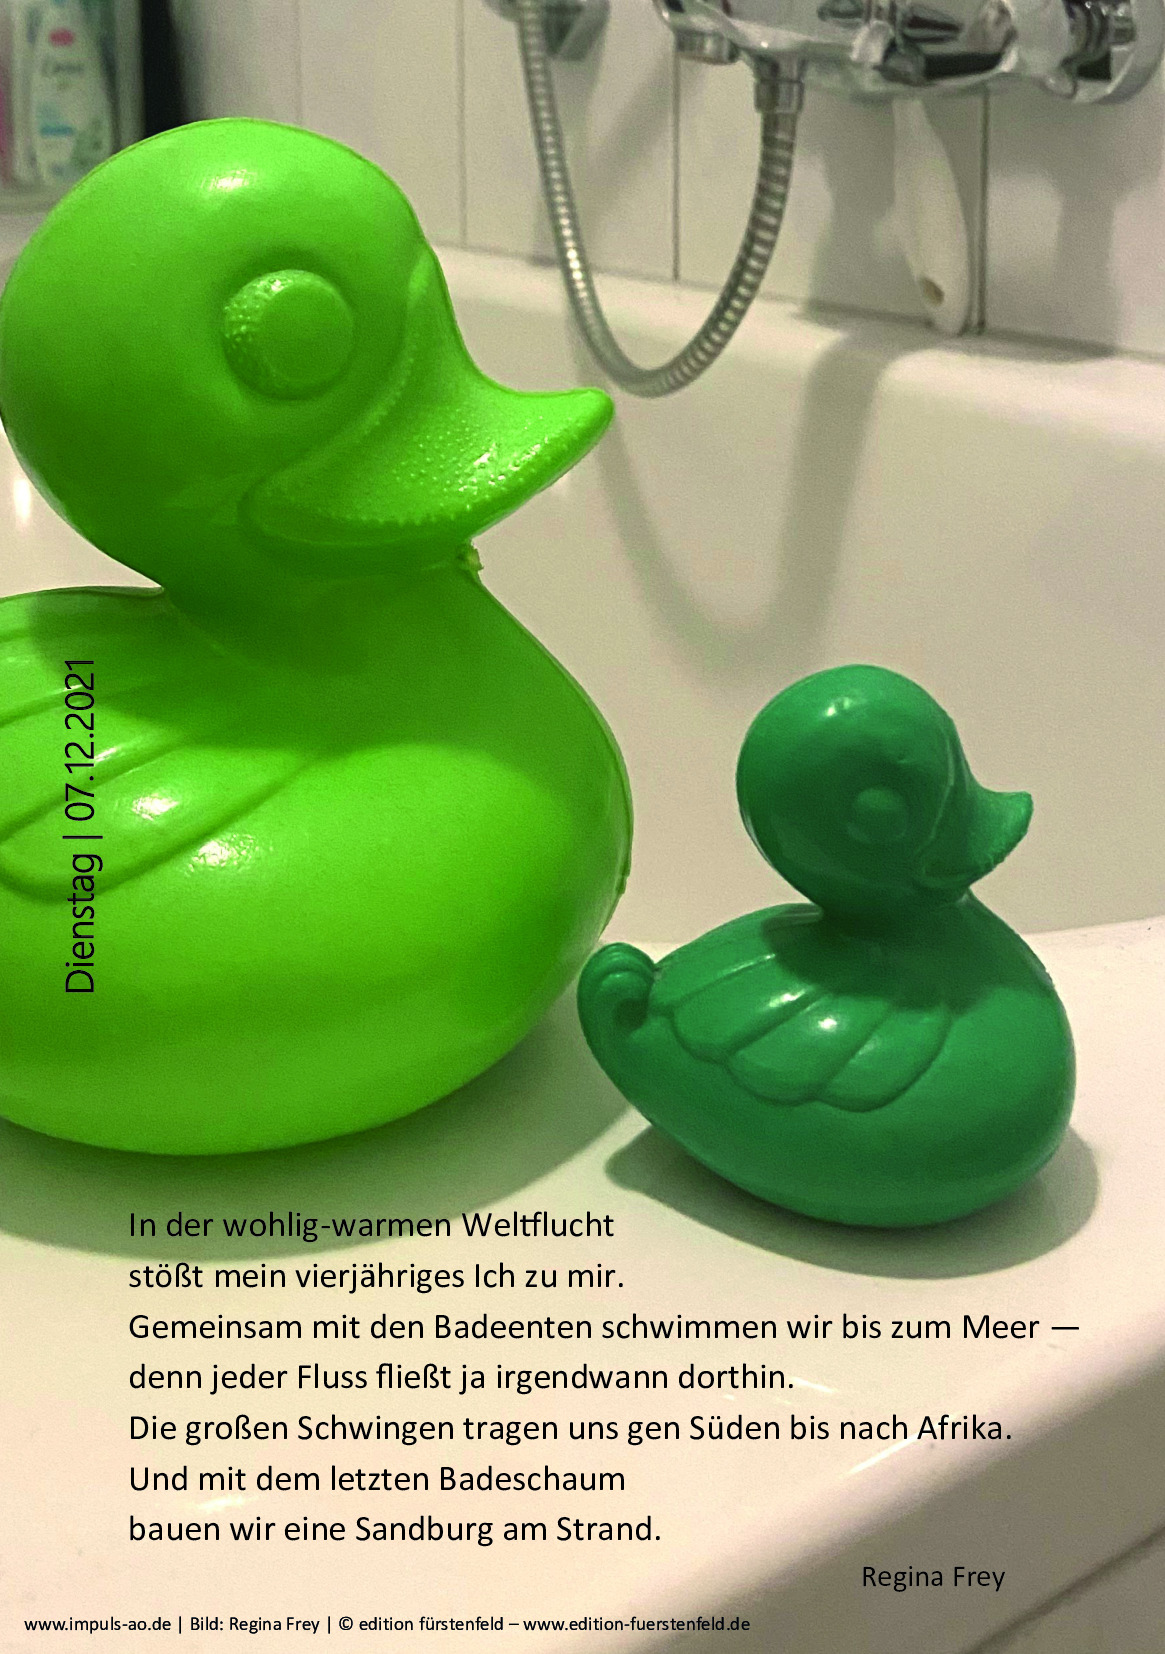 Dienstag | 07.12.2021
In der wohlig-warmen Weltflucht
stößt mein vierjähriges Ich zu mir.
Gemeinsam mit den Badeenten schwimmen wir bis zum Meer —
denn jeder Fluss fließt ja irgendwann dorthin.
Die großen Schwingen tragen uns gen Süden bis nach Afrika.
Und mit dem letzten Badeschaum
bauen wir eine Sandburg am Strand.
Regina Frey
www.impuls-ao.de | Bild: Regina Frey | © edition fürstenfeld – www.edition-fuerstenfeld.de